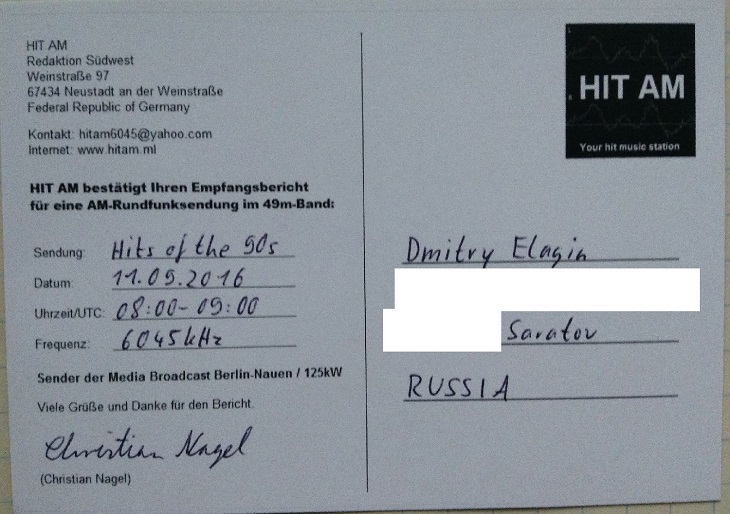 HIT AM
Redaktion Südwest
Weinstraße 97
67434 Neustadt an der Weinstraße
Federal Republic of Germany
Kontakt: hitam6045@yahoo.com
Internet: www.hitam.ml
HIT AM bestätigt Ihren Empfangsbericht
für eine AM-Rundfunksendung im 49m-Band:
Sendung: Hits of the 90s
Datum: 11.09.2016
Uhrzeit/UTC: 08:00-09:00
Frequenz: 6045kHz
Sender der Media Broadcast Berlin-Nauen / 125kW
Viele Grüße und Danke für den Bericht.
Christian Nagel
(Christian Nagel)
HIT AM
Your hit music station
Dmitry Elagin
Saratov
RUSSIA